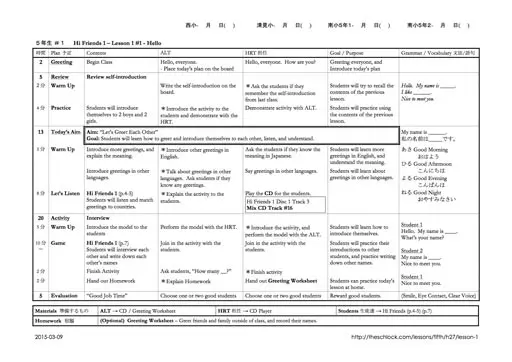 西小- 月 日( ) 清見小- 月 日( ) 南小5年1- 月 日( ) 南小5年2- 月 日( )
5年生 #1 Hi Friends 1 – Lesson 1 #1 - Hello
時間 Plan 予定 Contents ALT HRT 担任 Goal / Purpose Grammar / Vocabulary 文法/語句
2 Greeting Begin Class Hello, everyone. Hello, everyone. How are you? Greeting everyone, and
- Place today's plan on the board Introduce today's plan
5 Review Review self-introduction
2分 Warm Up Write the self-introduction on the ＊Ask the students if they Students will try to recall the Hello. My name is _____.
board. remember the self-introduction contents of the previous I like ______.
from last class. lesson. Nice to meet you.
4分 Practice Students will introduce ＊Introduce the activity to the Demonstrate activity with ALT. Students will practice using
themselves to 2 boys and 2 students and demonstrate with the the contents of the previous
girls. HRT. lesson.
13 Today's Aim Aim: "Let's Greet Each Other" My name is _____.
Goal: Students will learn how to greet and introduce themselves to each other, listen, and understand. 私の名前は_____です。
Warm Up Introduce more greetings, and ＊Introduce other greetings in Ask the students if they know the Students will learn more あさ Good Morning
explain the meaning. English. meaning in Japanese. greetings in English, and おはよう
understand the meaning. ひる Good Afternoon
Introduce greetings in other ＊Talk about greetings in other Say greetings in other languages. Students will learn about こんにちは
languages. languages. Ask students if they greetings in other languages. よる Good Evening
know any greetings. こんばんは
8分 Let's Listen Hi Friends 1 (p.4-5) ＊Explain the activity to the Play the CD for the students. ねる Good Night
Students will listen and match students. Hi Friends 1 Disc 1 Track 3 おやすみなさい
greetings to countries. Mix CD Track #16
20 Activity Interview
Warm Up Introduce the model to the Perform the model with the HRT. ＊Introduce the activity, and Students will learn how to Student 1
students perform the model with the ALT. introduce themselves. Hello. My name is ____.
What's your name?
Game Hi Friends 1 (p.7) Join in the activity with the Join in the activity with the Students will practice their
Students will interview each students. students. introductions to other Student 2
other and write down each students, and practice writing My name is ____.
other's names down other names. Nice to meet you.
Finish Activity Ask students, "How many __?" ＊Finish activity Student 1
2分 Hand out Homework ＊Explain Homework Hand out Greeting Worksheet Students can practice today's Nice to meet you.
lesson at home.
5 Evaluation "Good Job Time" Choose one or two good students Choose one or two good students Reward good students. (Smile, Eye Contact, Clear Voice)
Materials 準備するもの ALT → CD / Greeting Worksheet HRT → CD Player Students 生徒達 → Hi Friends 1 (p.4-5) (p.7)
Homework 宿題 (Optional) Greeting Worksheet – Greet friends and family outside of class, and record their names.
2015-03-09 http://theschlock.com/lessons/fifth/h27/lesson-1